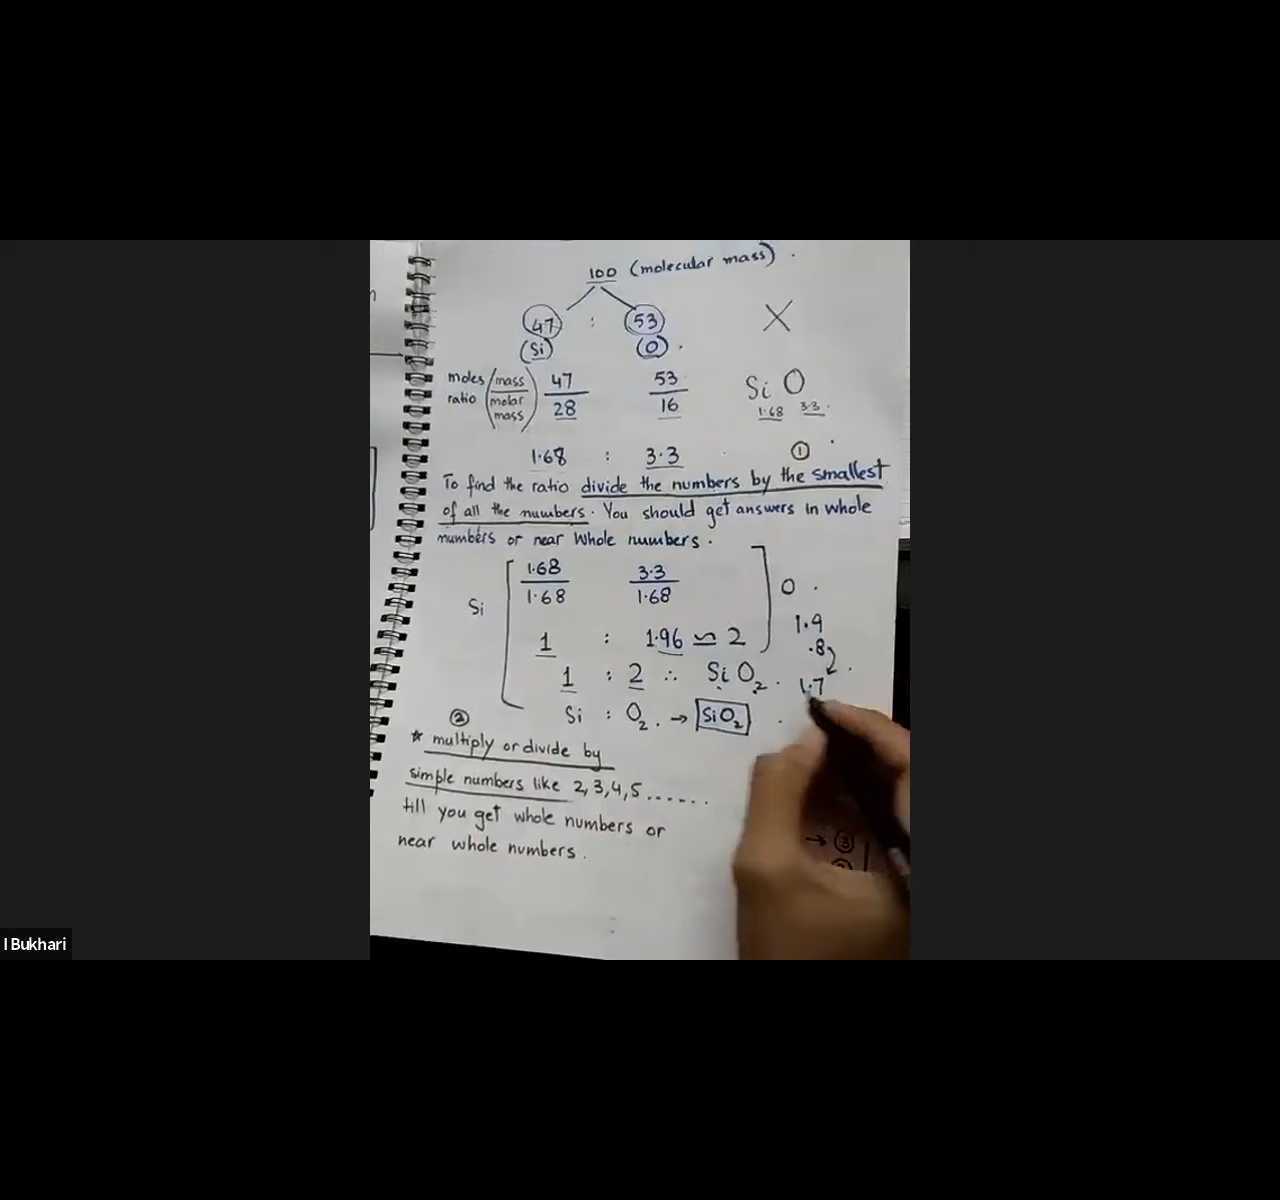 100 (molecular mass).
47 : 53 X
(Si) (O).
moles ratio (mass / molar mass) 47/28 53/16 Si O
1.68 3.3.
1.68 : 3.3 ①
To find the ratio divide the numbers by the smallest
of all the numbers. You should get answers in whole
numbers or near Whole numbers.
Si [ 1.68/1.68 3.3/1.68 ] O.
1 : 1.96 ≃ 2 1.9
.8
1 : 2 ∴ SiO₂. 1.7
Si : O₂. → SiO₂
②
* multiply or divide by
simple numbers like 2, 3, 4, 5 ......
till you get whole numbers or
near whole numbers.
→ ③
I Bukhari